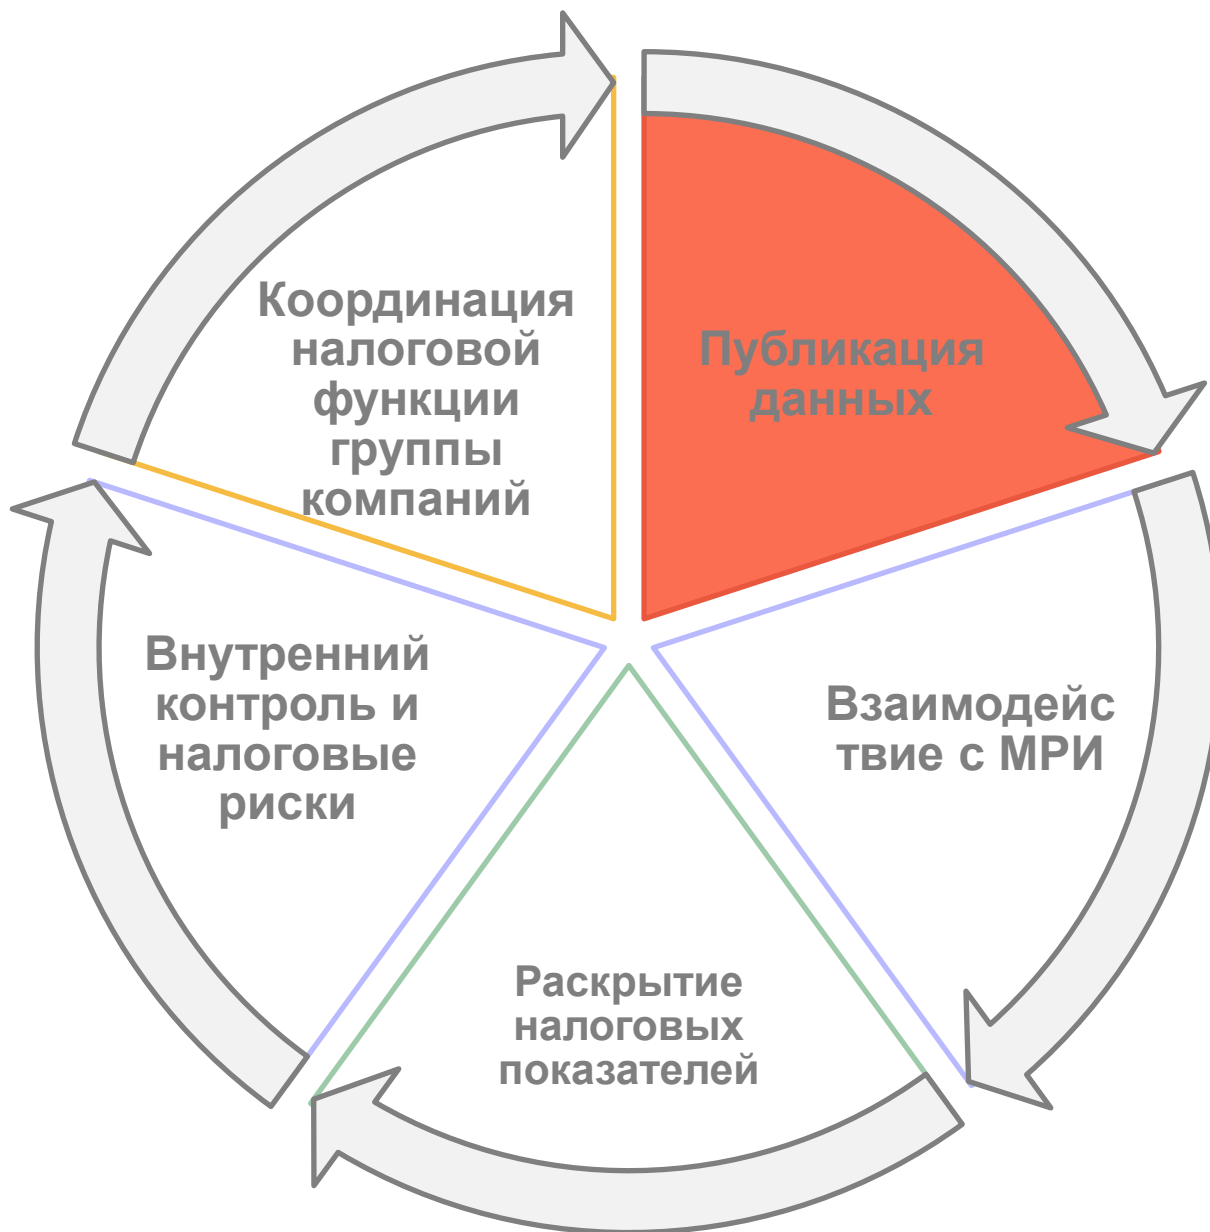 Координация
налоговой
функции
группы
компаний
Публикация
данных
Взаимодейс
твие с МРИ
Раскрытие
налоговых
показателей
Внутренний
контроль и
налоговые
риски